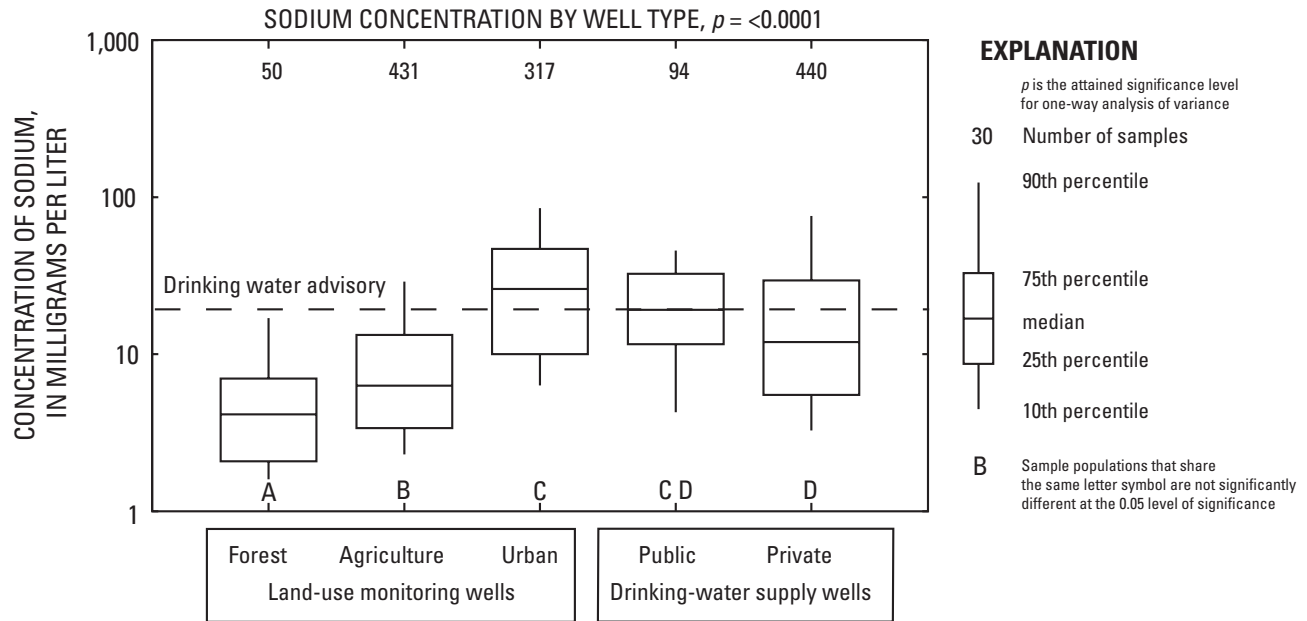 SODIUM CONCENTRATION BY WELL TYPE, p = <0.0001
CONCENTRATION OF SODIUM,
IN MILLIGRAMS PER LITER
1,000
100
10
1
50 431 317 94 440
Drinking water advisory
A B C C D D
Forest Agriculture Urban
Land-use monitoring wells
Public Private
Drinking-water supply wells
EXPLANATION
p is the attained significance level
for one-way analysis of variance
30 Number of samples
90th percentile
75th percentile
median
25th percentile
10th percentile
B Sample populations that share
the same letter symbol are not significantly
different at the 0.05 level of significance